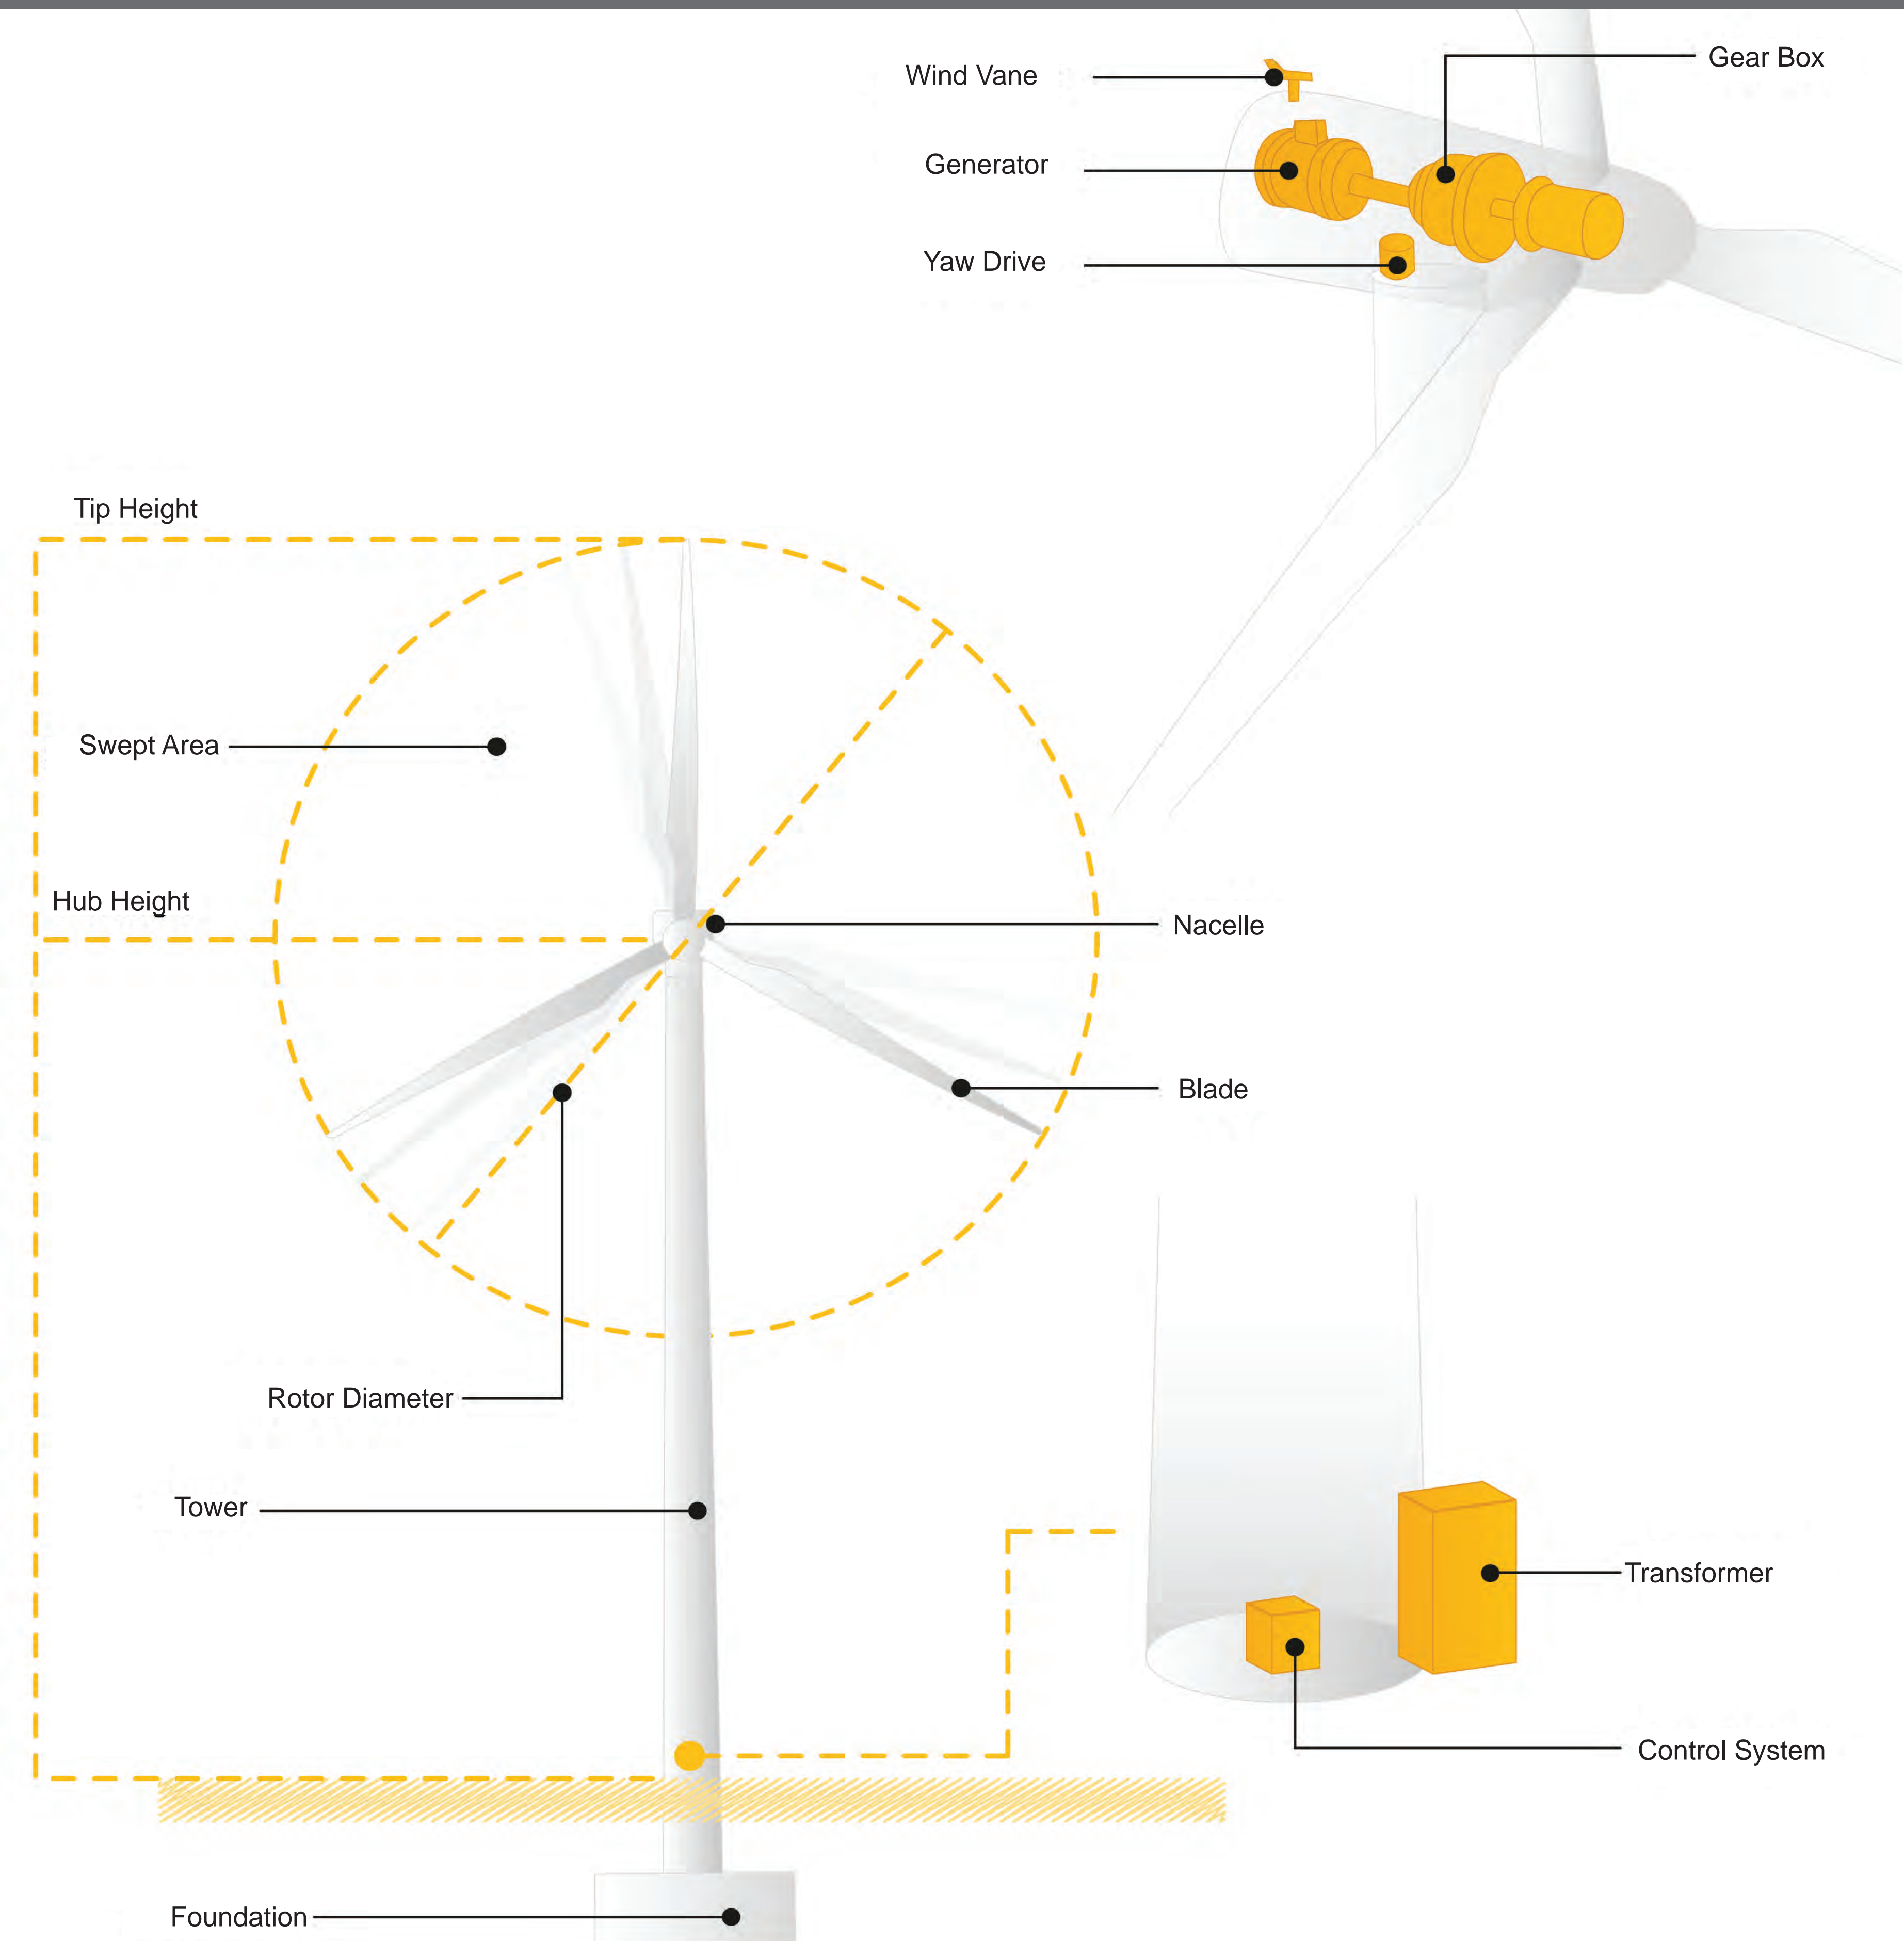 Gear Box
Wind Vane
Generator
Yaw Drive
Tip Height
Swept Area
Hub Height
Nacelle
Blade
Rotor Diameter
Tower
Transformer
Control System
Foundation